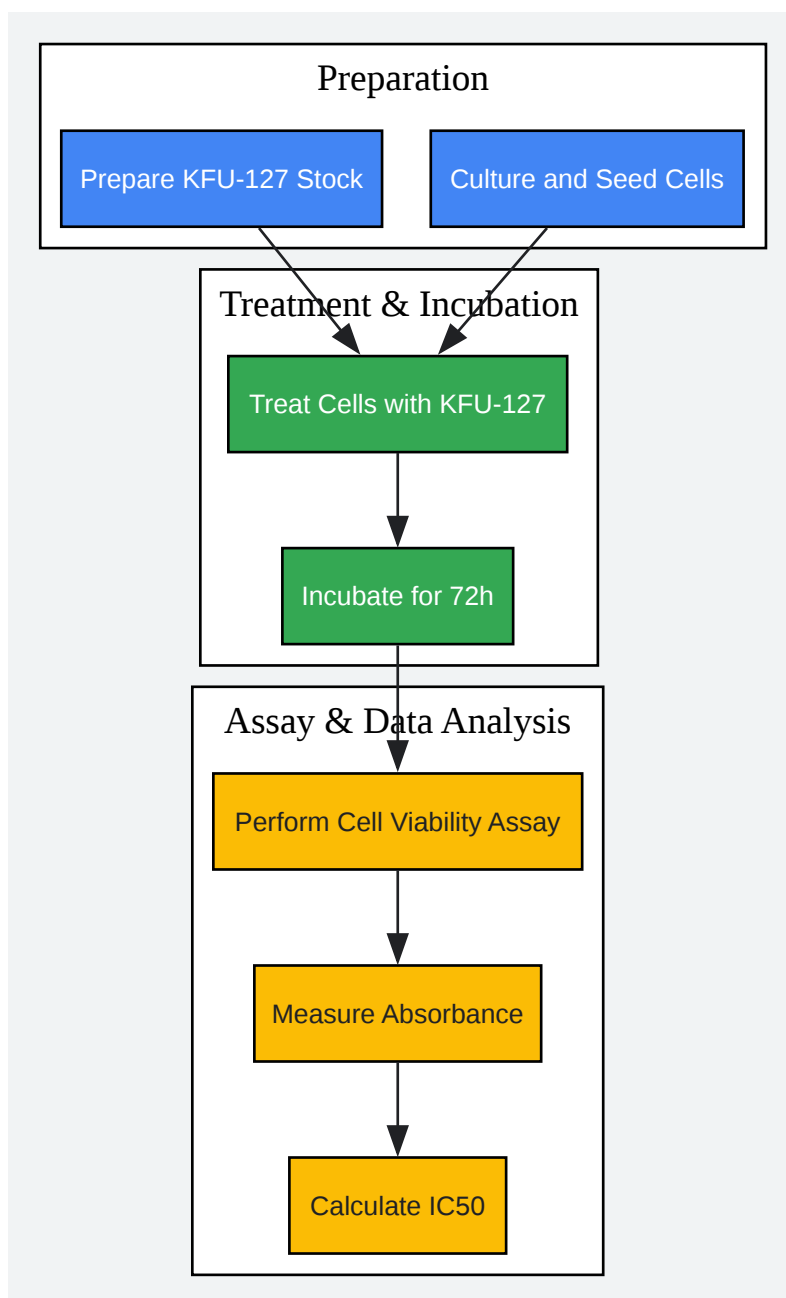 Preparation
Prepare KFU-127 Stock
Culture and Seed Cells
Treatment & Incubation
Treat Cells with KFU-127
Incubate for 72h
Assay & Data Analysis
Perform Cell Viability Assay
Measure Absorbance
Calculate IC50